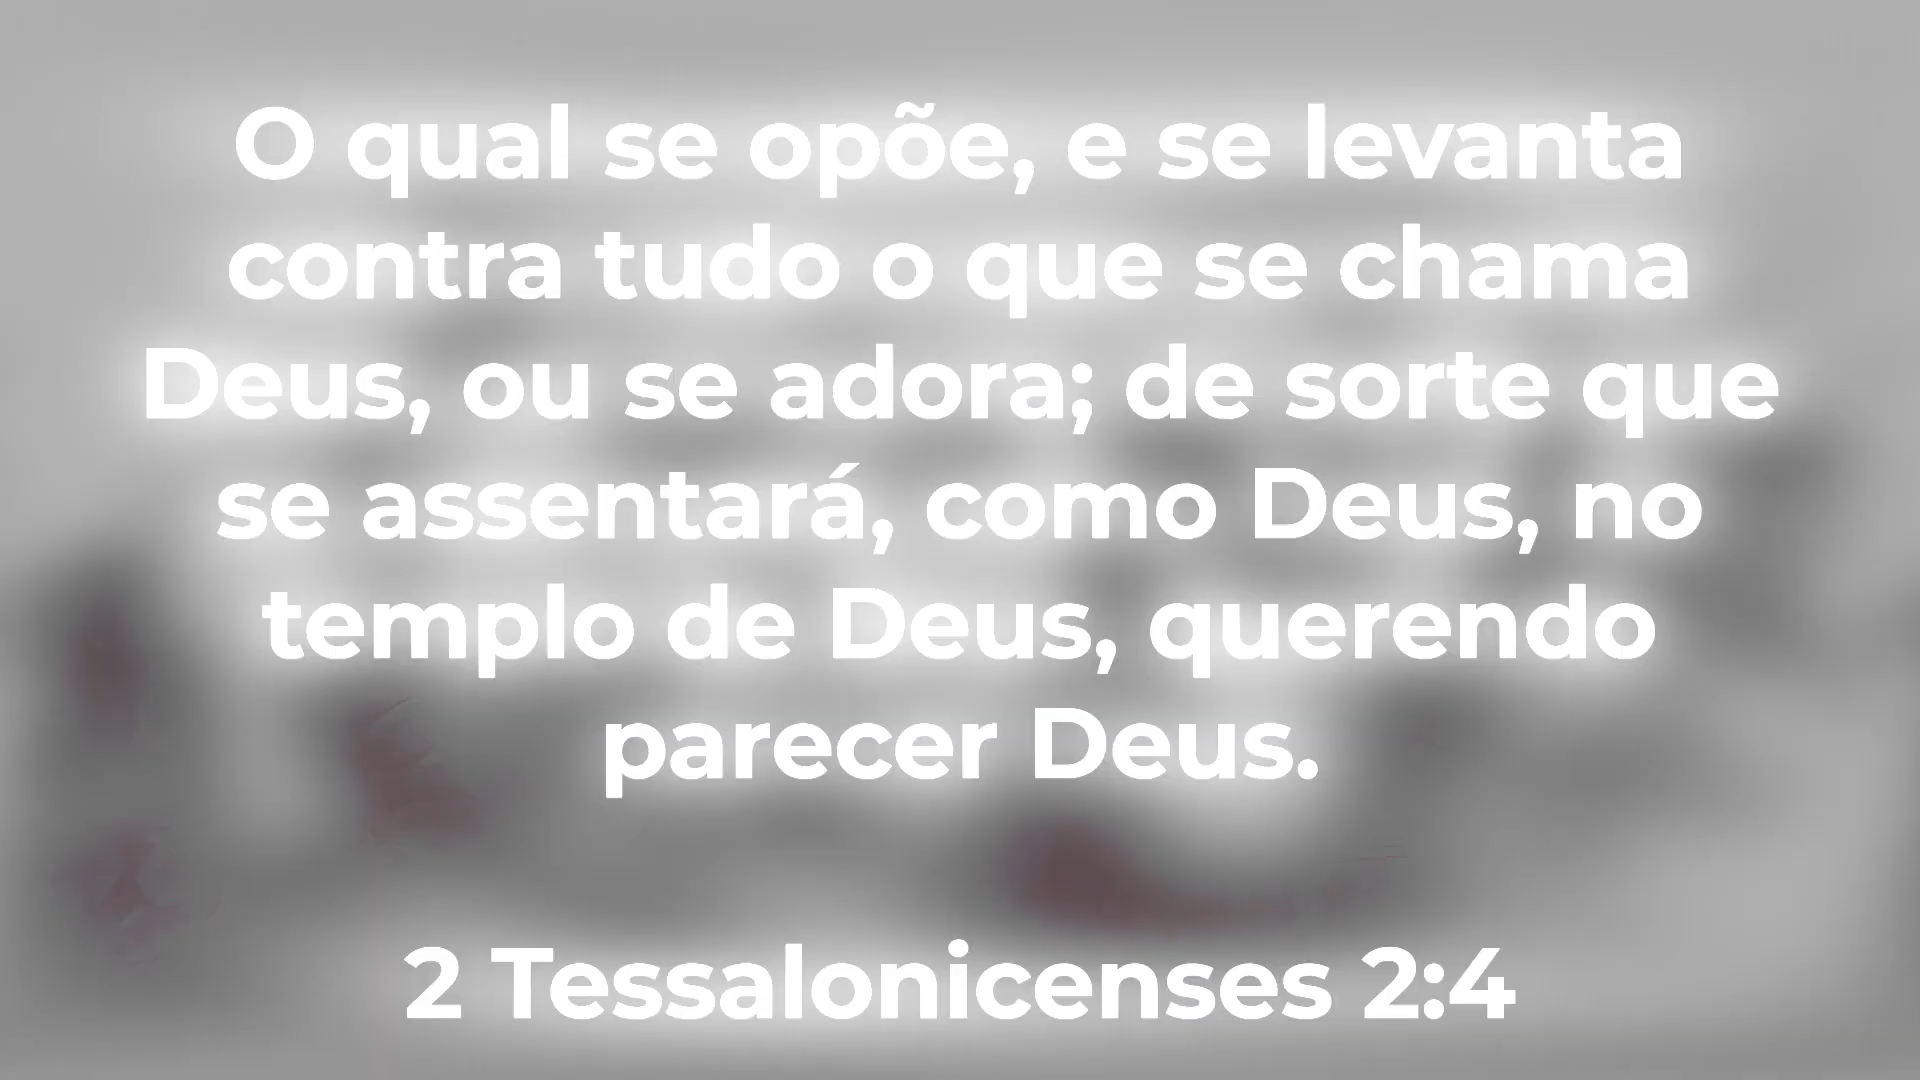 O qual se opõe, e se levanta
contra tudo o que se chama
Deus, ou se adora; de sorte que
se assentará, como Deus, no
templo de Deus, querendo
parecer Deus.
2 Tessalonicenses 2:4